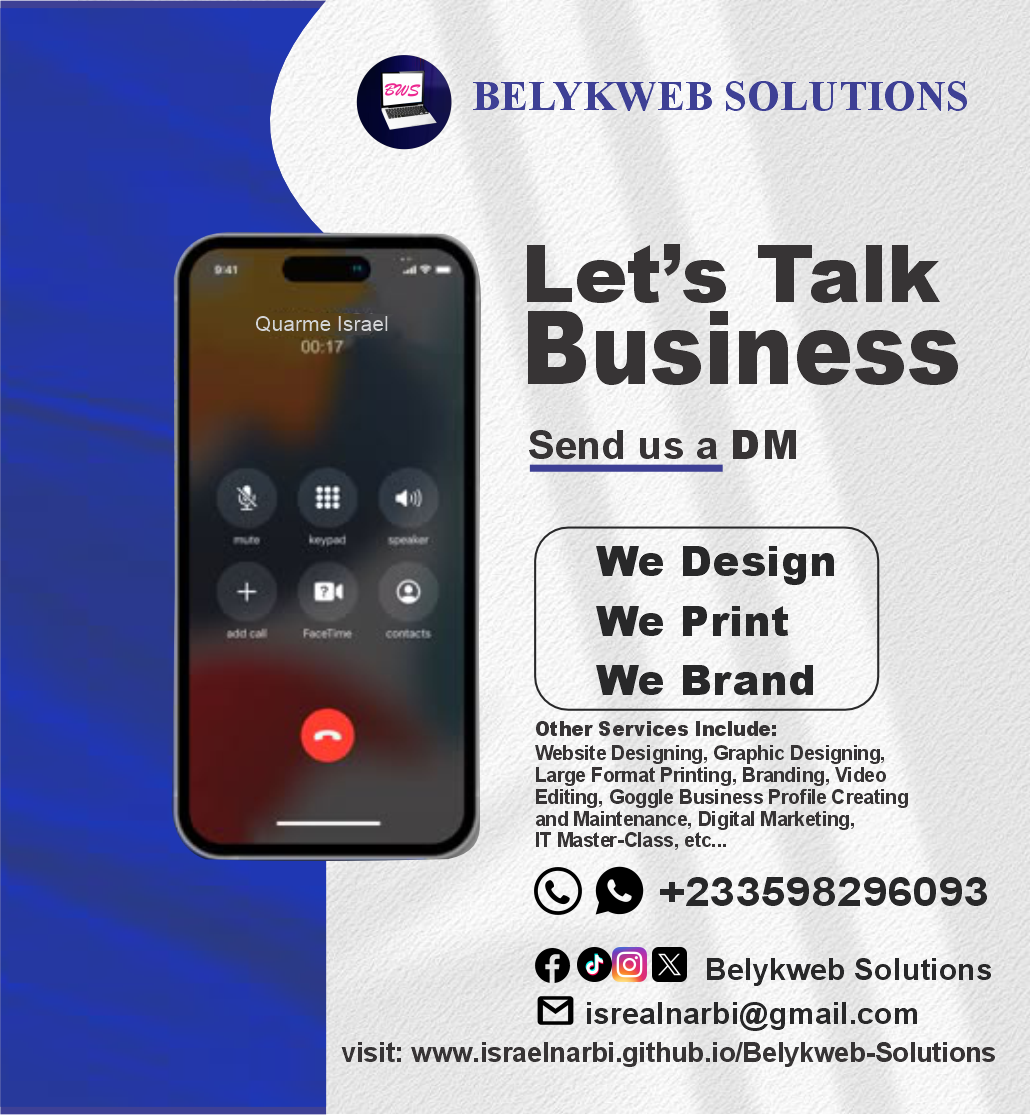 BWS
BELYKWEB SOLUTIONS
9:41
Quarme Israel
00:17
mute
keypad
speaker
add call
FaceTime
contacts
Let's Talk
Business
Send us a DM
We Design
We Print
We Brand
Other Services Include:
Website Designing, Graphic Designing,
Large Format Printing, Branding, Video
Editing, Goggle Business Profile Creating
and Maintenance, Digital Marketing,
IT Master-Class, etc...
+233598296093
Belykweb Solutions
isrealnarbi@gmail.com
visit: www.israelnarbi.github.io/Belykweb-Solutions